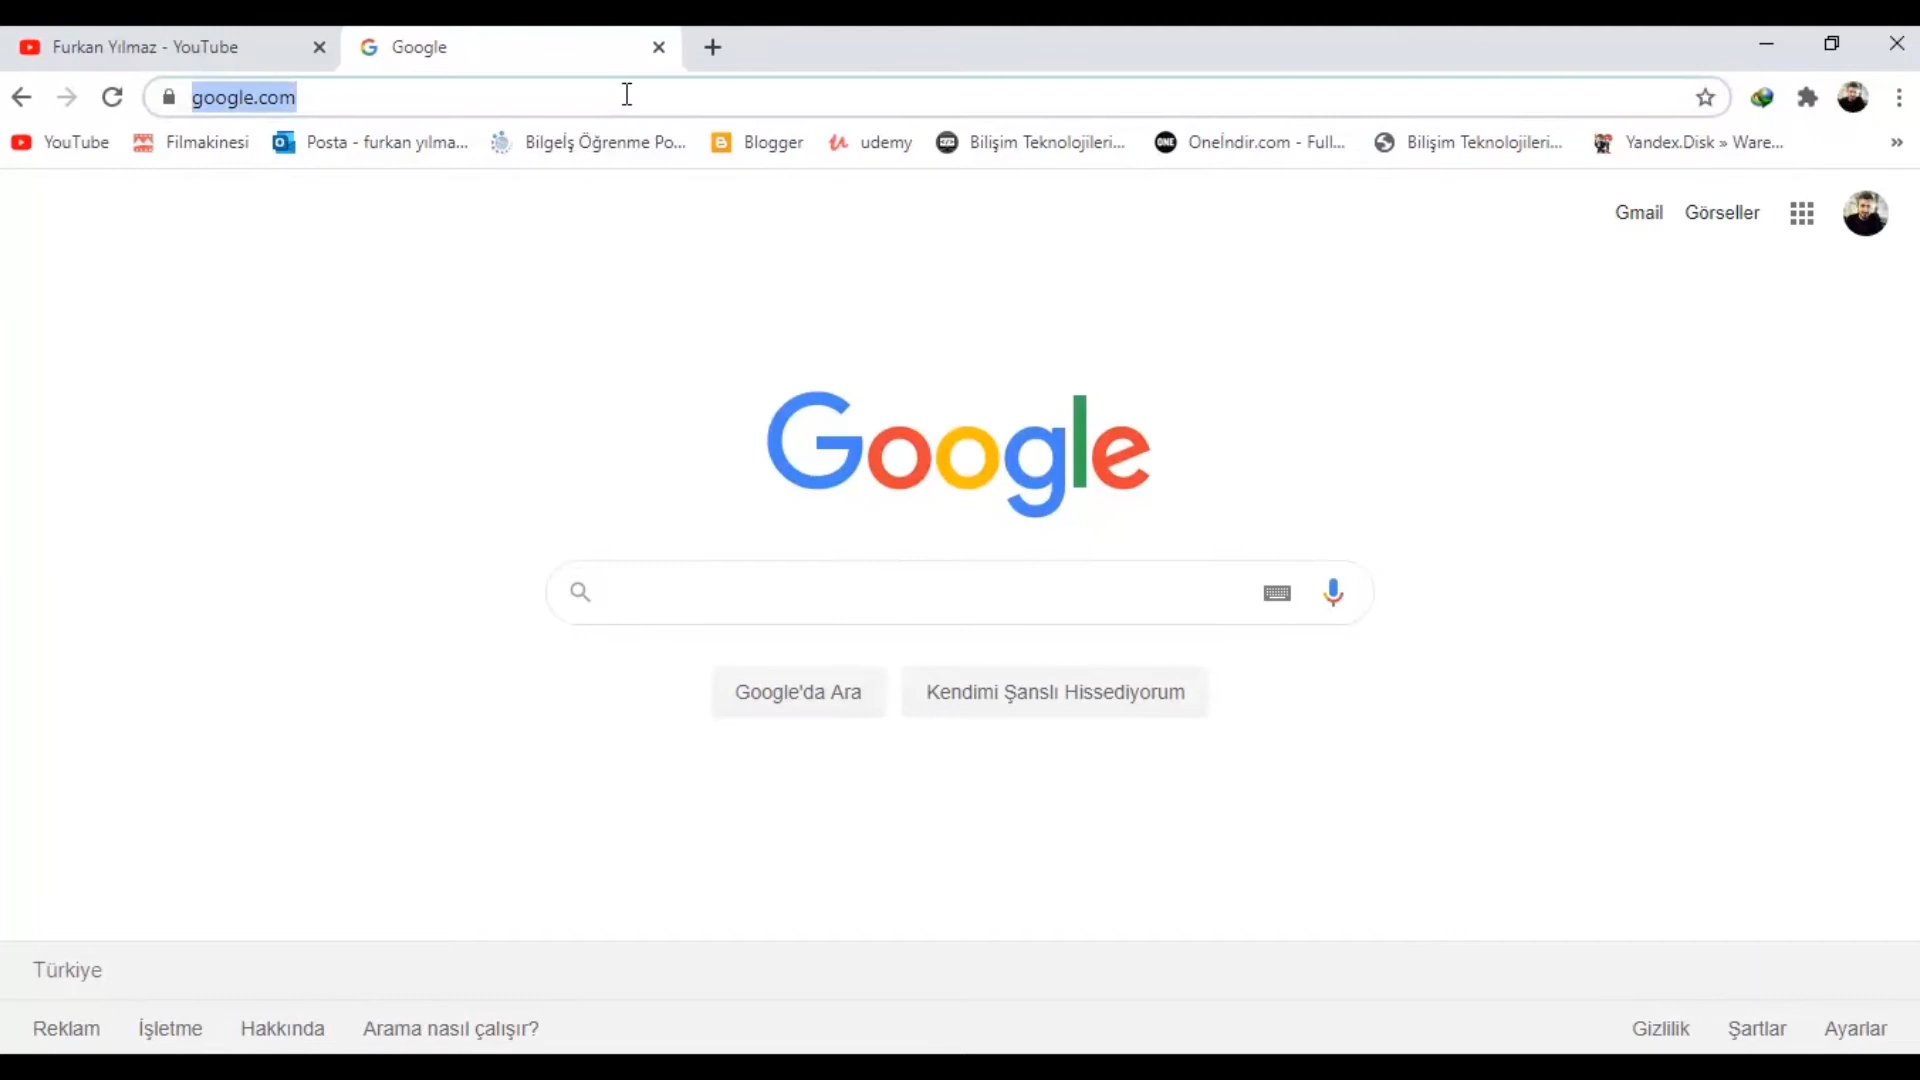 Furkan Yılmaz - YouTube
Google
google.com
YouTube
Filmakinesi
Posta - furkan yılma...
Bilgeİş Öğrenme Po...
Blogger
udemy
Bilişim Teknolojileri...
ONE
Oneİndir.com - Full...
Bilişim Teknolojileri...
Yandex.Disk » Ware...
Gmail
Görseller
Google
Google'da Ara
Kendimi Şanslı Hissediyorum
Türkiye
Reklam
İşletme
Hakkında
Arama nasıl çalışır?
Gizlilik
Şartlar
Ayarlar